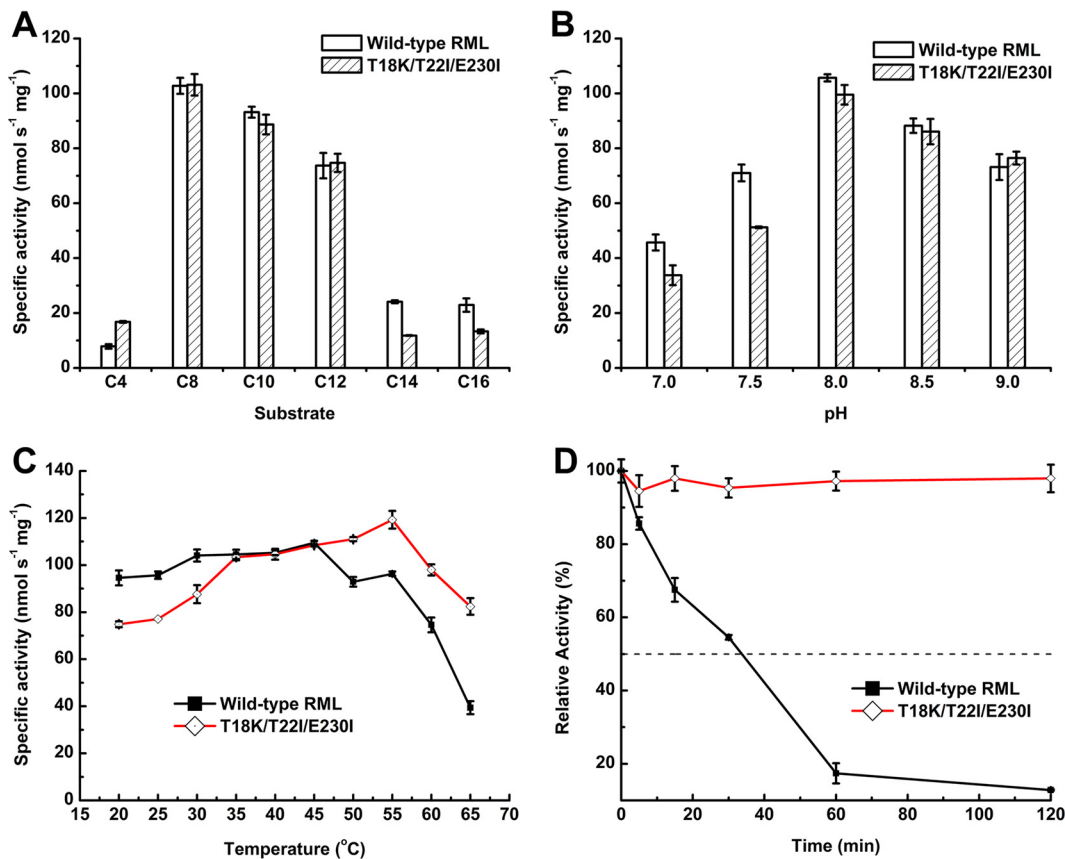 A
Wild-type RML
T18K/T22I/E230I
Specific activity (nmol s⁻¹ mg⁻¹)
120
100
80
60
40
20
0
C4 C8 C10 C12 C14 C16
Substrate
B
Wild-type RML
T18K/T22I/E230I
Specific activity (nmol s⁻¹ mg⁻¹)
120
100
80
60
40
20
0
7.0 7.5 8.0 8.5 9.0
pH
C
Specific activity (nmol s⁻¹ mg⁻¹)
140
120
100
80
60
40
20
0
Wild-type RML
T18K/T22I/E230I
15 20 25 30 35 40 45 50 55 60 65 70
Temperature (°C)
D
Relative Activity (%)
100
80
60
40
20
Wild-type RML
T18K/T22I/E230I
0 20 40 60 80 100 120
Time (min)